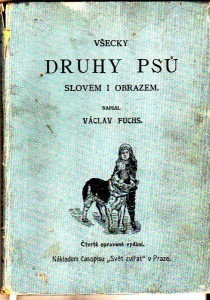 VŠECKY
DRUHY PSŮ
SLOVEM I OBRAZEM.
NAPSAL
VÁCLAV FUCHS.
Čtvrté opravené vydání.
Nákladem časopisu „Svět zvířat" v Praze.